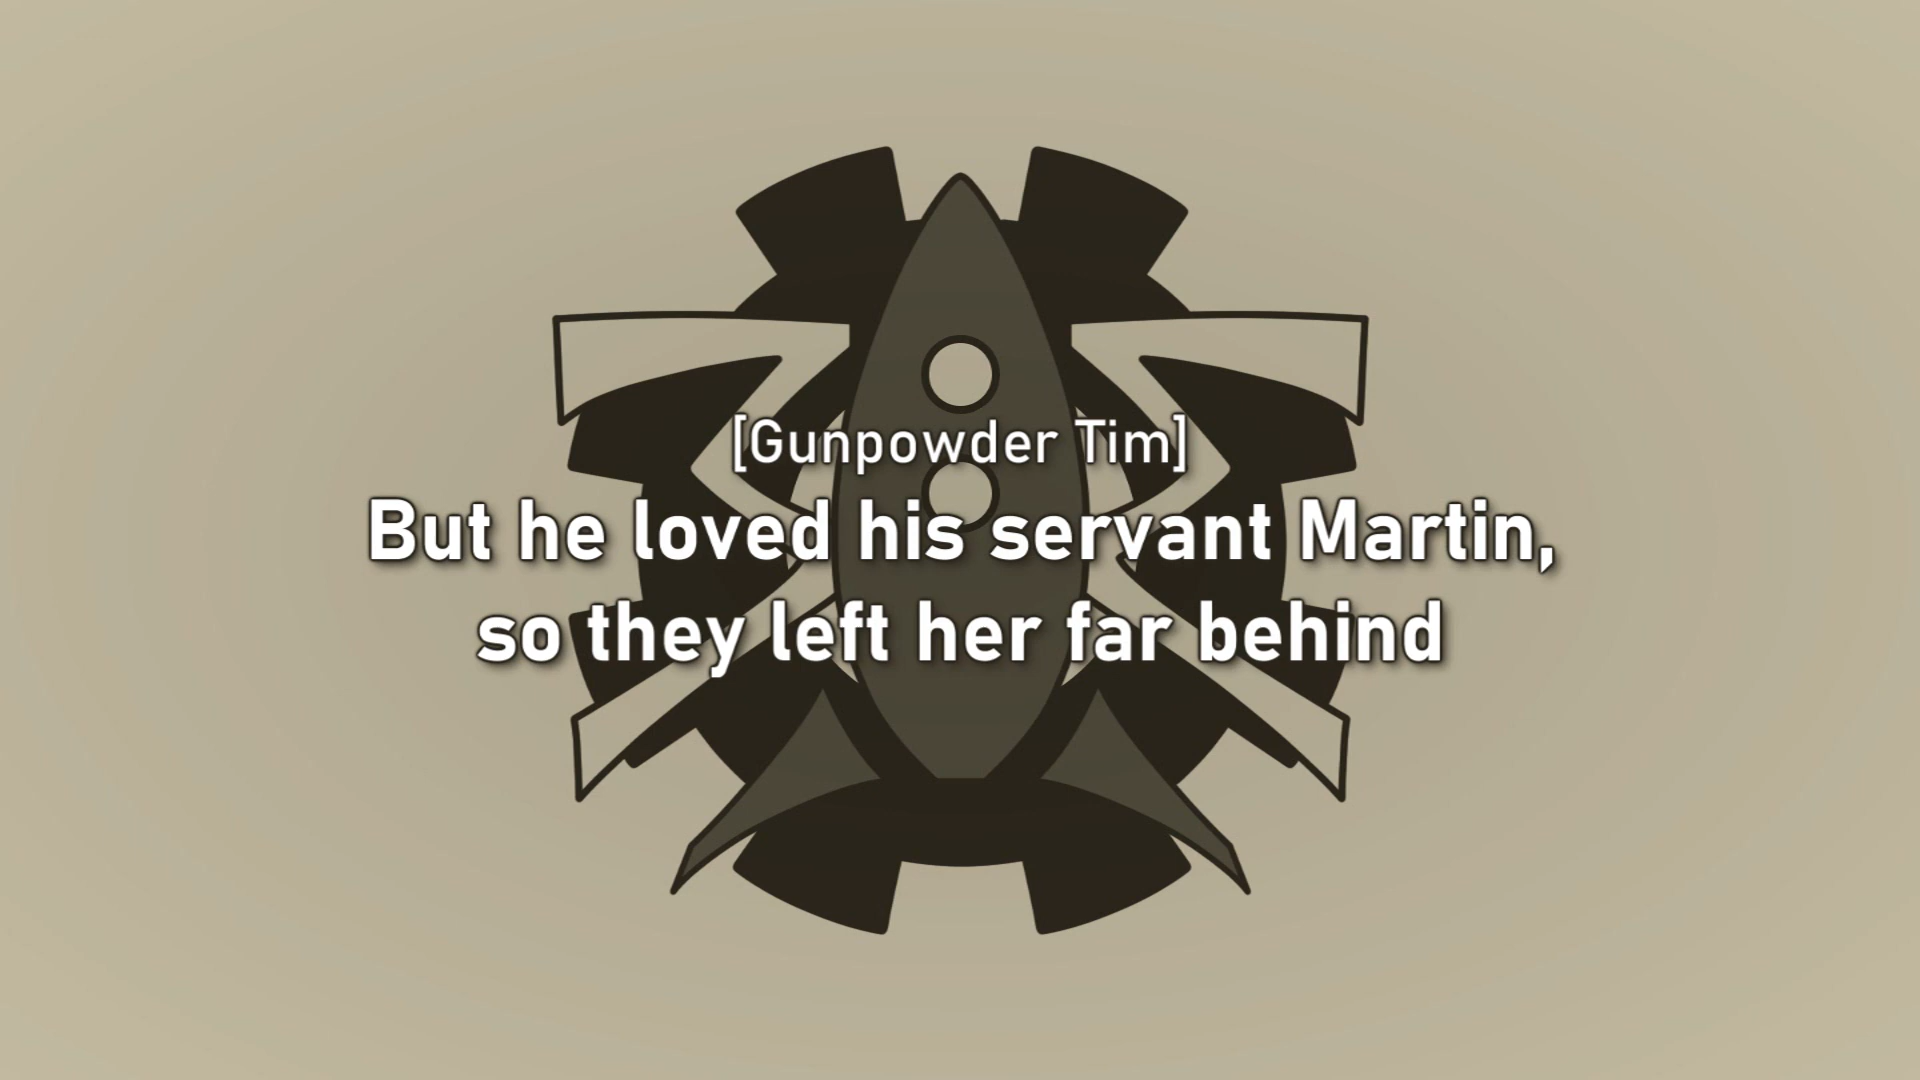 [Gunpowder Tim]
But he loved his servant Martin,
so they left her far behind